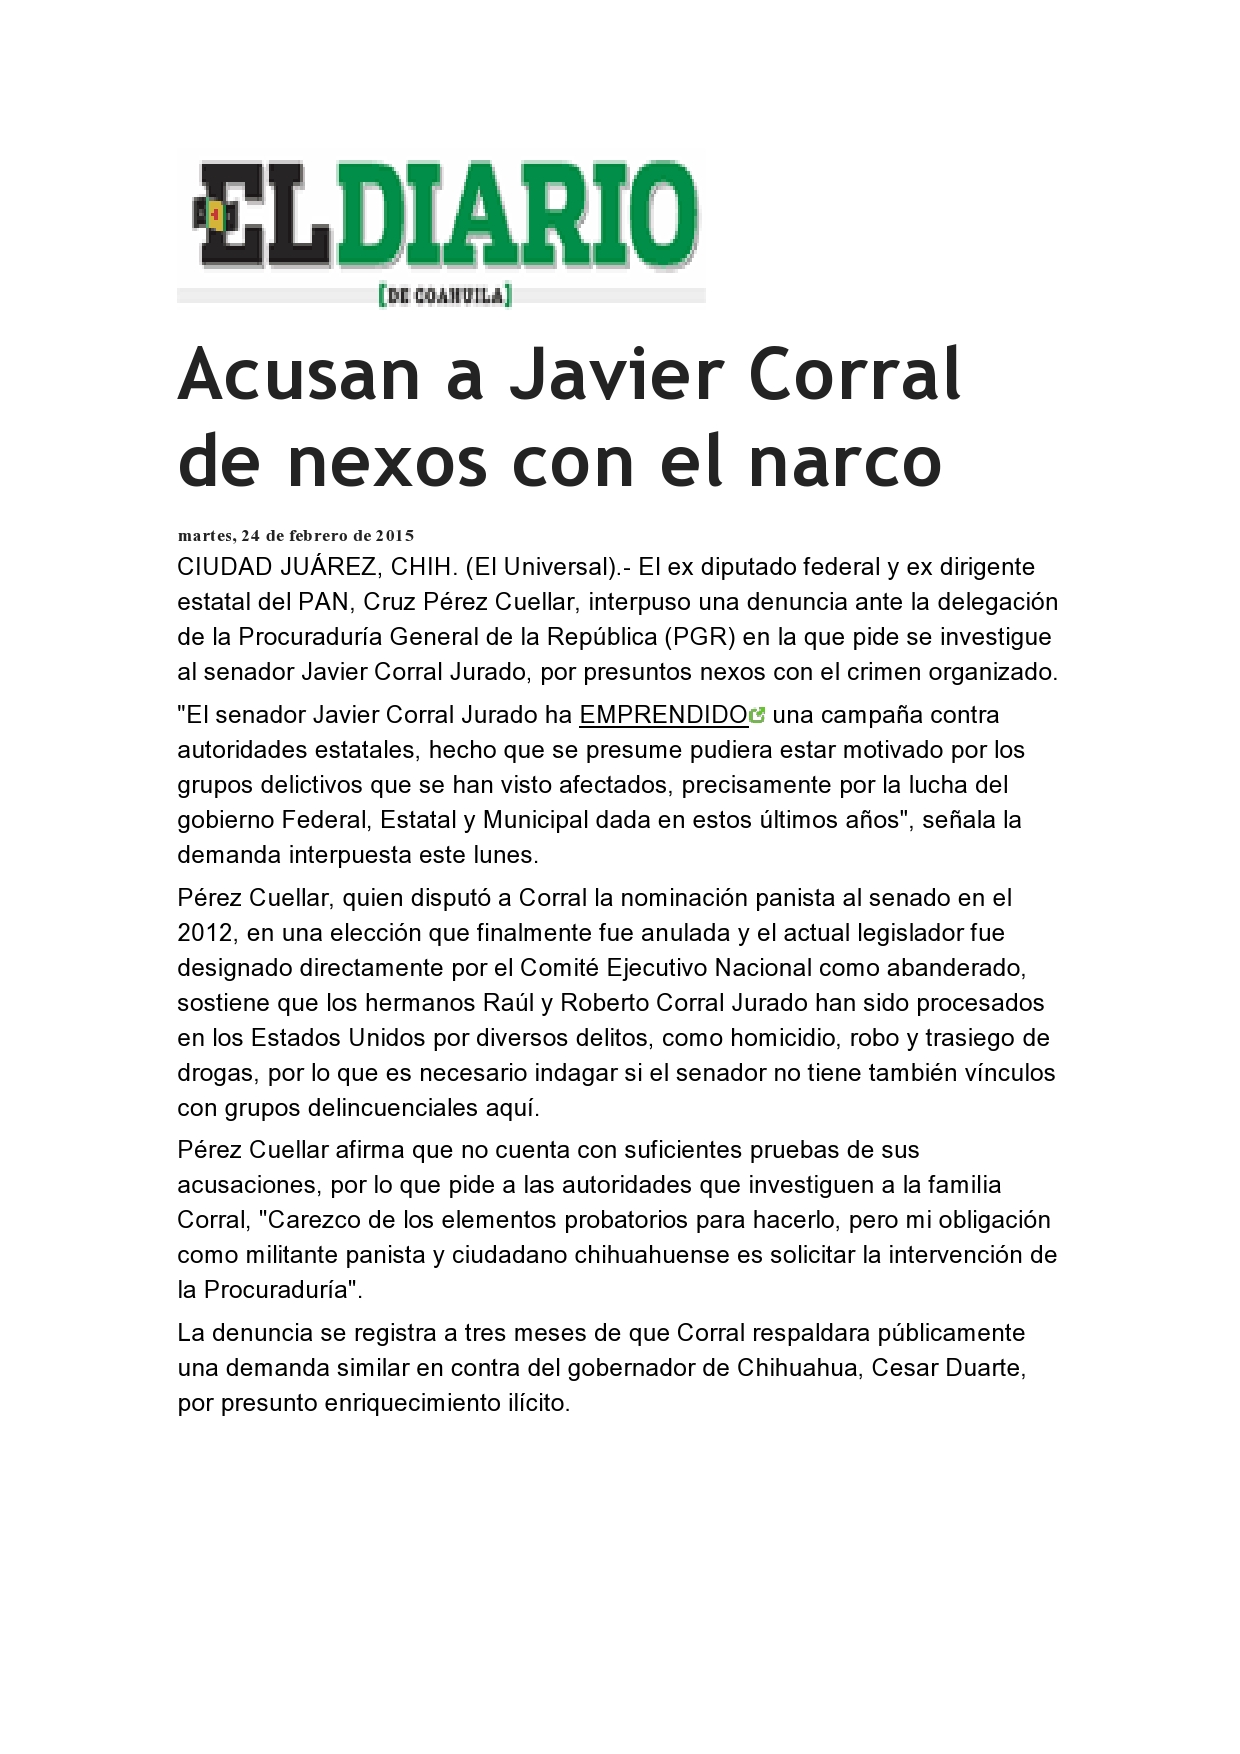 EL DIARIO
[DE COAHUILA]
Acusan a Javier Corral
de nexos con el narco
martes, 24 de febrero de 2015
CIUDAD JUÁREZ, CHIH. (El Universal).- El ex diputado federal y ex dirigente
estatal del PAN, Cruz Pérez Cuellar, interpuso una denuncia ante la delegación
de la Procuraduría General de la República (PGR) en la que pide se investigue
al senador Javier Corral Jurado, por presuntos nexos con el crimen organizado.
"El senador Javier Corral Jurado ha EMPRENDIDO una campaña contra
autoridades estatales, hecho que se presume pudiera estar motivado por los
grupos delictivos que se han visto afectados, precisamente por la lucha del
gobierno Federal, Estatal y Municipal dada en estos últimos años", señala la
demanda interpuesta este lunes.
Pérez Cuellar, quien disputó a Corral la nominación panista al senado en el
2012, en una elección que finalmente fue anulada y el actual legislador fue
designado directamente por el Comité Ejecutivo Nacional como abanderado,
sostiene que los hermanos Raúl y Roberto Corral Jurado han sido procesados
en los Estados Unidos por diversos delitos, como homicidio, robo y trasiego de
drogas, por lo que es necesario indagar si el senador no tiene también vínculos
con grupos delincuenciales aquí.
Pérez Cuellar afirma que no cuenta con suficientes pruebas de sus
acusaciones, por lo que pide a las autoridades que investiguen a la familia
Corral, "Carezco de los elementos probatorios para hacerlo, pero mi obligación
como militante panista y ciudadano chihuahuense es solicitar la intervención de
la Procuraduría".
La denuncia se registra a tres meses de que Corral respaldara públicamente
una demanda similar en contra del gobernador de Chihuahua, Cesar Duarte,
por presunto enriquecimiento ilícito.